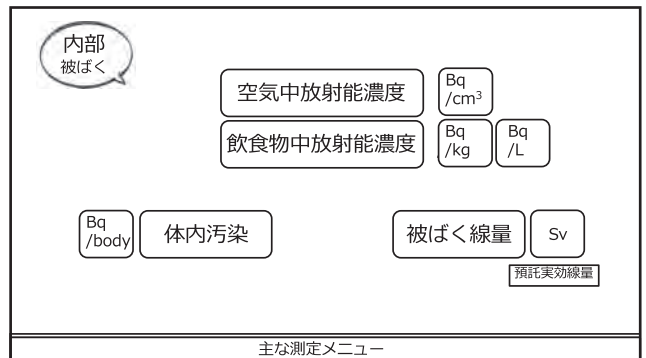 内部
被ばく
空気中放射能濃度
Bq
/cm³
飲食物中放射能濃度
Bq
/kg
Bq
/L
Bq
/body
体内汚染
被ばく線量
Sv
預託実効線量
主な測定メニュー